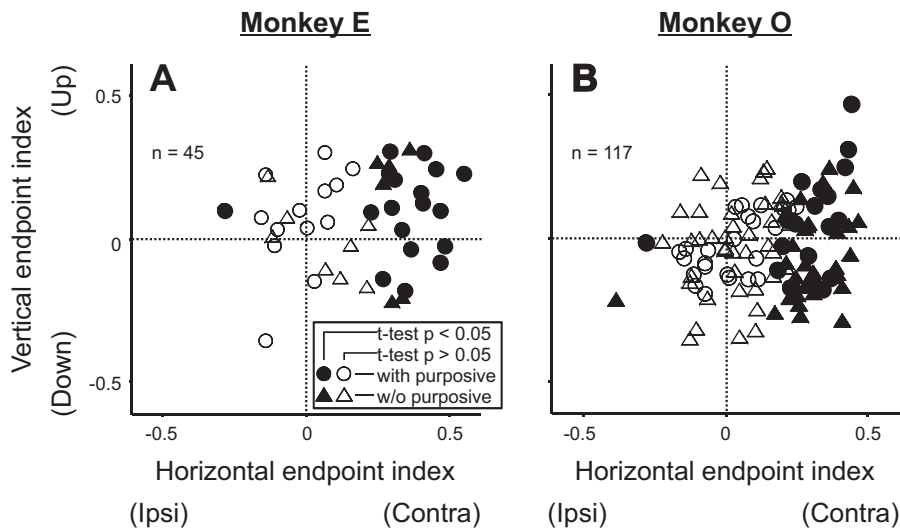 Monkey E
Monkey O
A
B
n = 45
n = 117
Vertical endpoint index
(Up)
(Down)
0.5
0
-0.5
t-test p < 0.05
t-test p > 0.05
with purposive
w/o purposive
-0.5 0 0.5
-0.5 0 0.5
Horizontal endpoint index
Horizontal endpoint index
(Ipsi) (Contra)
(Ipsi) (Contra)